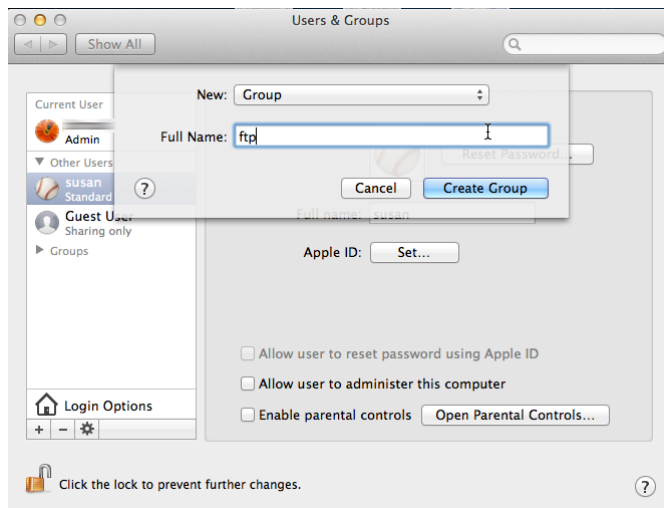 Users & Groups
Show All
New: Group
Full Name: ftp
Cancel
Create Group
Current User
Admin
Other Users
susan
Standard
Guest User
Sharing only
Groups
Reset Password...
Full name: susan
Apple ID: Set...
Allow user to reset password using Apple ID
Allow user to administer this computer
Enable parental controls Open Parental Controls...
Login Options
Click the lock to prevent further changes.